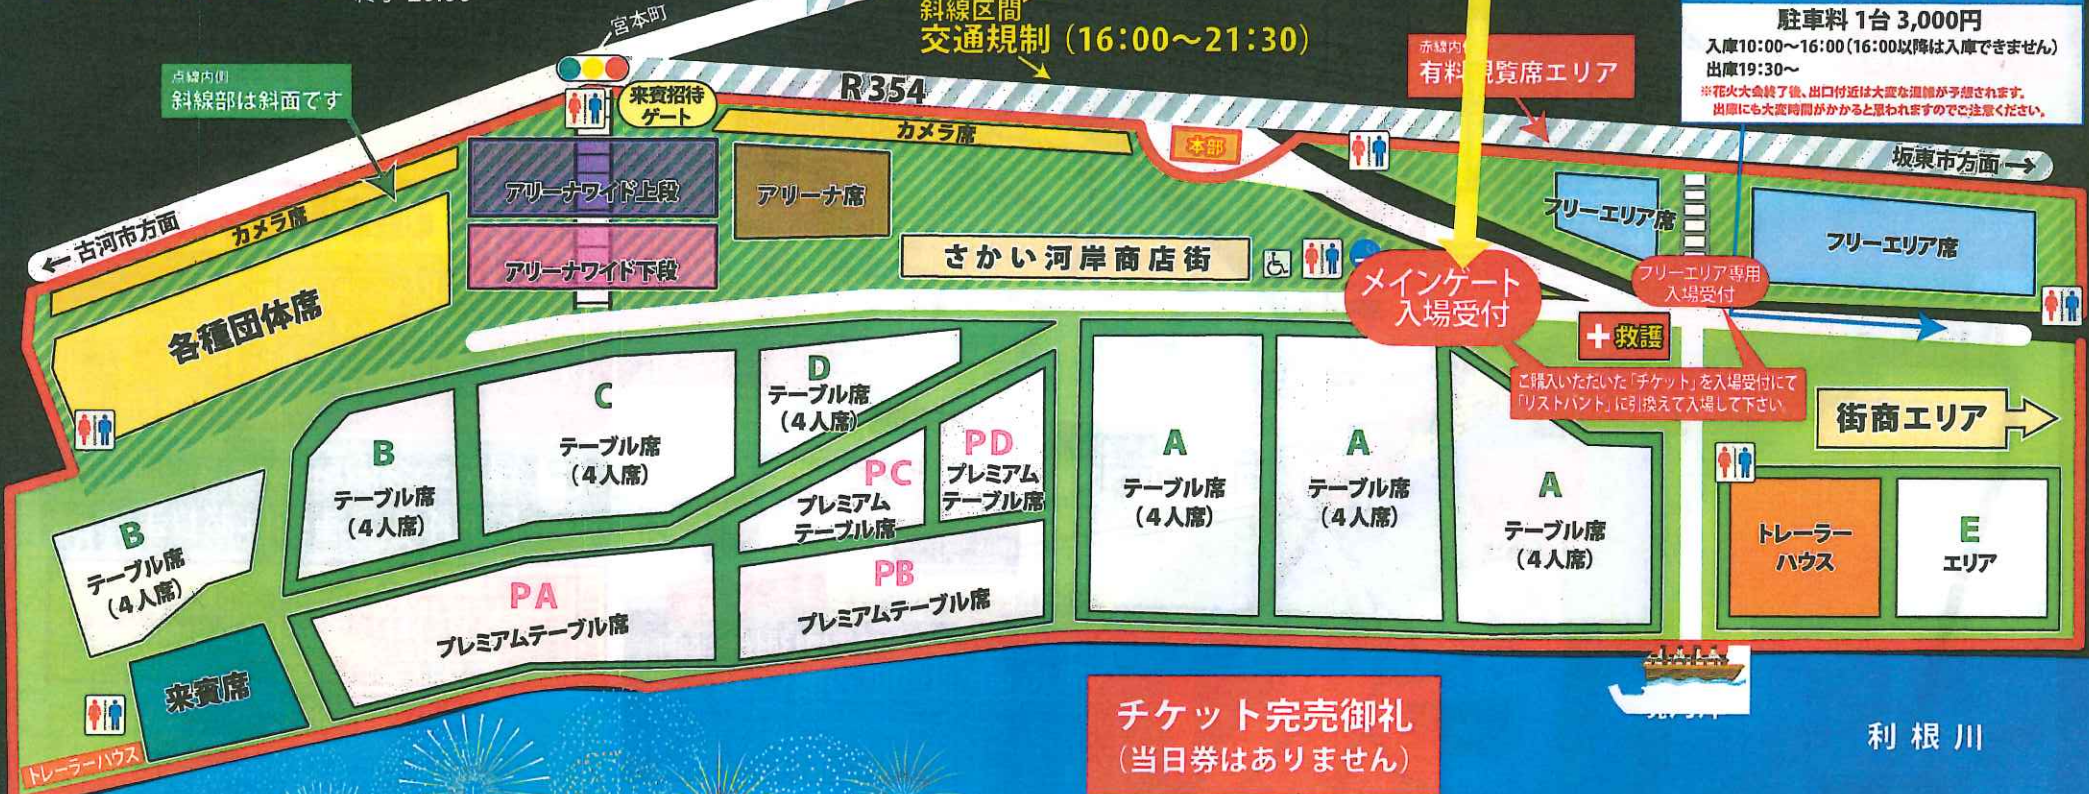 宮本町
斜線区間
交通規制（16:00〜21:30）
駐車料 1台 3,000円
入庫10:00〜16:00（16:00以降は入庫できません）
出庫19:30〜
※花火大会終了後、出口付近は大変な混雑が予想されます。
出庫にも大変時間がかかると思われますのでご注意ください。
点線内側
斜線部は斜面です
赤線内側
有料観覧席エリア
来賓招待
ゲート
R354
カメラ席
本部
坂東市方面→
←古河市方面
カメラ席
アリーナワイド上段
アリーナ席
アリーナワイド下段
さかい河岸商店街
フリーエリア席
フリーエリア席
メインゲート
入場受付
フリーエリア専用
入場受付
各種団体席
+救護
ご購入いただいた「チケット」を入場受付にて
「リストバンド」に引換えて入場して下さい。
街商エリア
B
テーブル席
（4人席）
B
テーブル席
（4人席）
C
テーブル席
（4人席）
D
テーブル席
（4人席）
PC
プレミアム
テーブル席
PD
プレミアム
テーブル席
A
テーブル席
（4人席）
A
テーブル席
（4人席）
A
テーブル席
（4人席）
トレーラー
ハウス
E
エリア
PA
プレミアムテーブル席
PB
プレミアムテーブル席
来賓席
トレーラーハウス
チケット完売御礼
（当日券はありません）
利根川